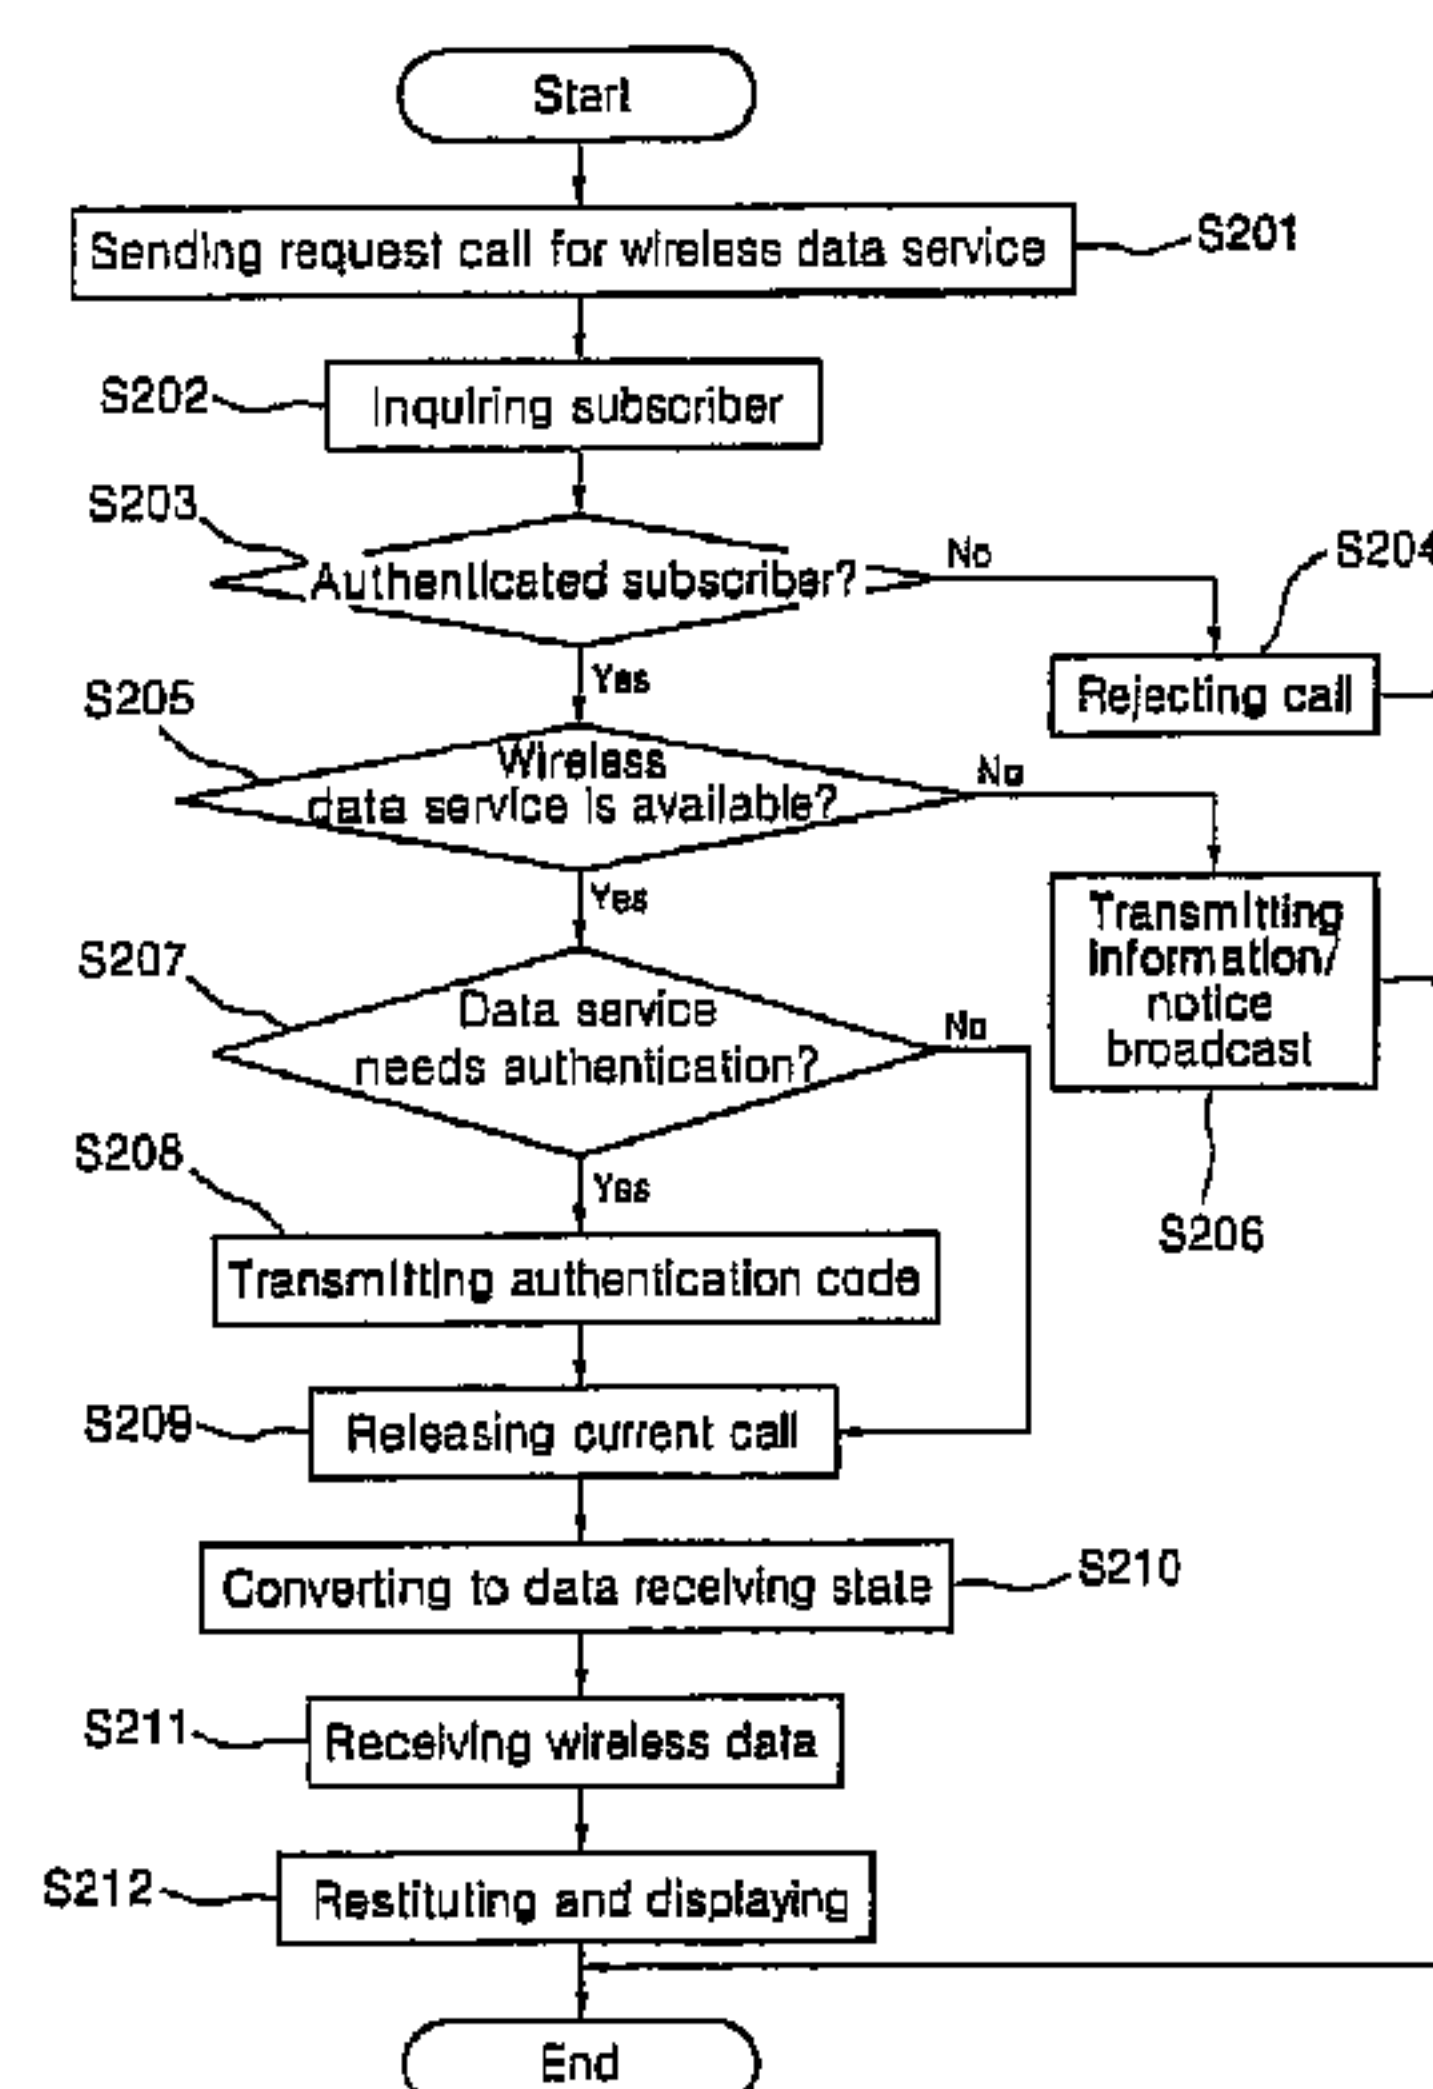 Start
Sending request call for wireless data service
S201
S202
Inquiring subscriber
S203
Authenticated subscriber?
No
S204
Yes
Rejecting call
S205
Wireless
data service is available?
No
Yes
Transmitting
information/
notice
broadcast
S206
S207
Data service
needs authentication?
No
Yes
S208
Transmitting authentication code
S209
Releasing current call
Converting to data receiving state
S210
S211
Receiving wireless data
S212
Restituting and displaying
End